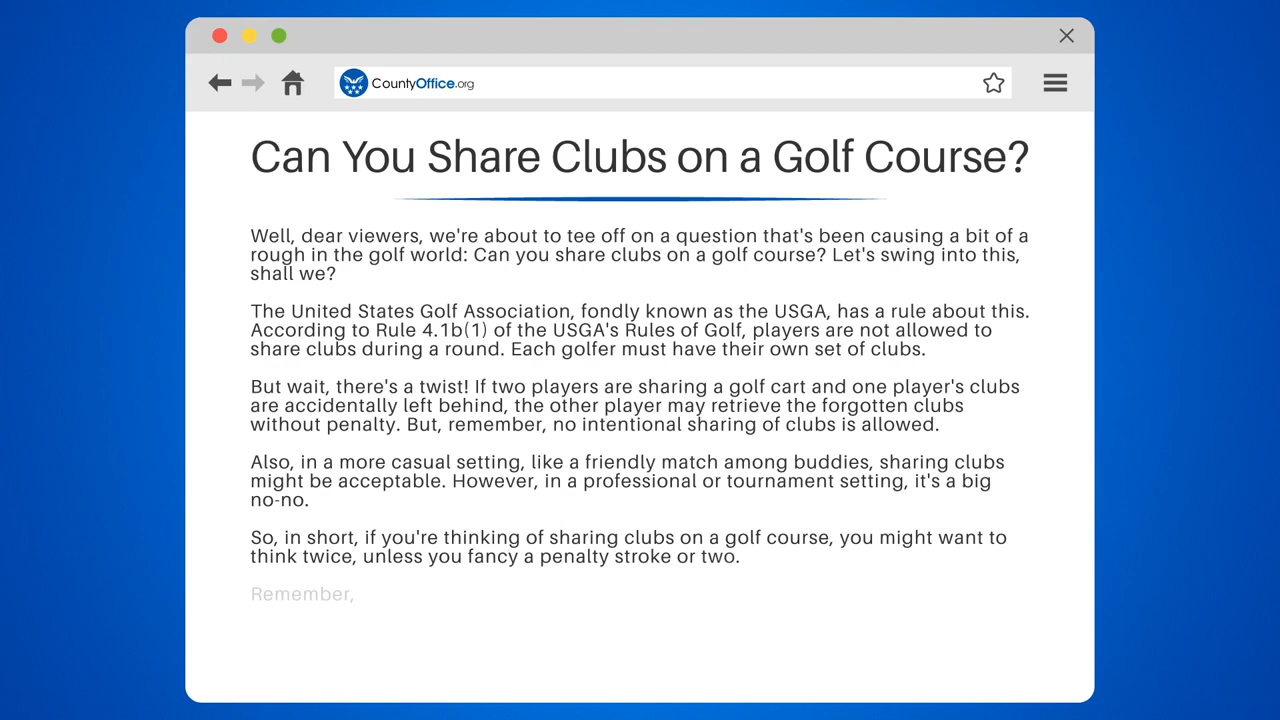 CountyOffice.org
Can You Share Clubs on a Golf Course?
Well, dear viewers, we're about to tee off on a question that's been causing a bit of a
rough in the golf world: Can you share clubs on a golf course? Let's swing into this,
shall we?
The United States Golf Association, fondly known as the USGA, has a rule about this.
According to Rule 4.1b(1) of the USGA's Rules of Golf, players are not allowed to
share clubs during a round. Each golfer must have their own set of clubs.
But wait, there's a twist! If two players are sharing a golf cart and one player's clubs
are accidentally left behind, the other player may retrieve the forgotten clubs
without penalty. But, remember, no intentional sharing of clubs is allowed.
Also, in a more casual setting, like a friendly match among buddies, sharing clubs
might be acceptable. However, in a professional or tournament setting, it's a big
no-no.
So, in short, if you're thinking of sharing clubs on a golf course, you might want to
think twice, unless you fancy a penalty stroke or two.
Remember,